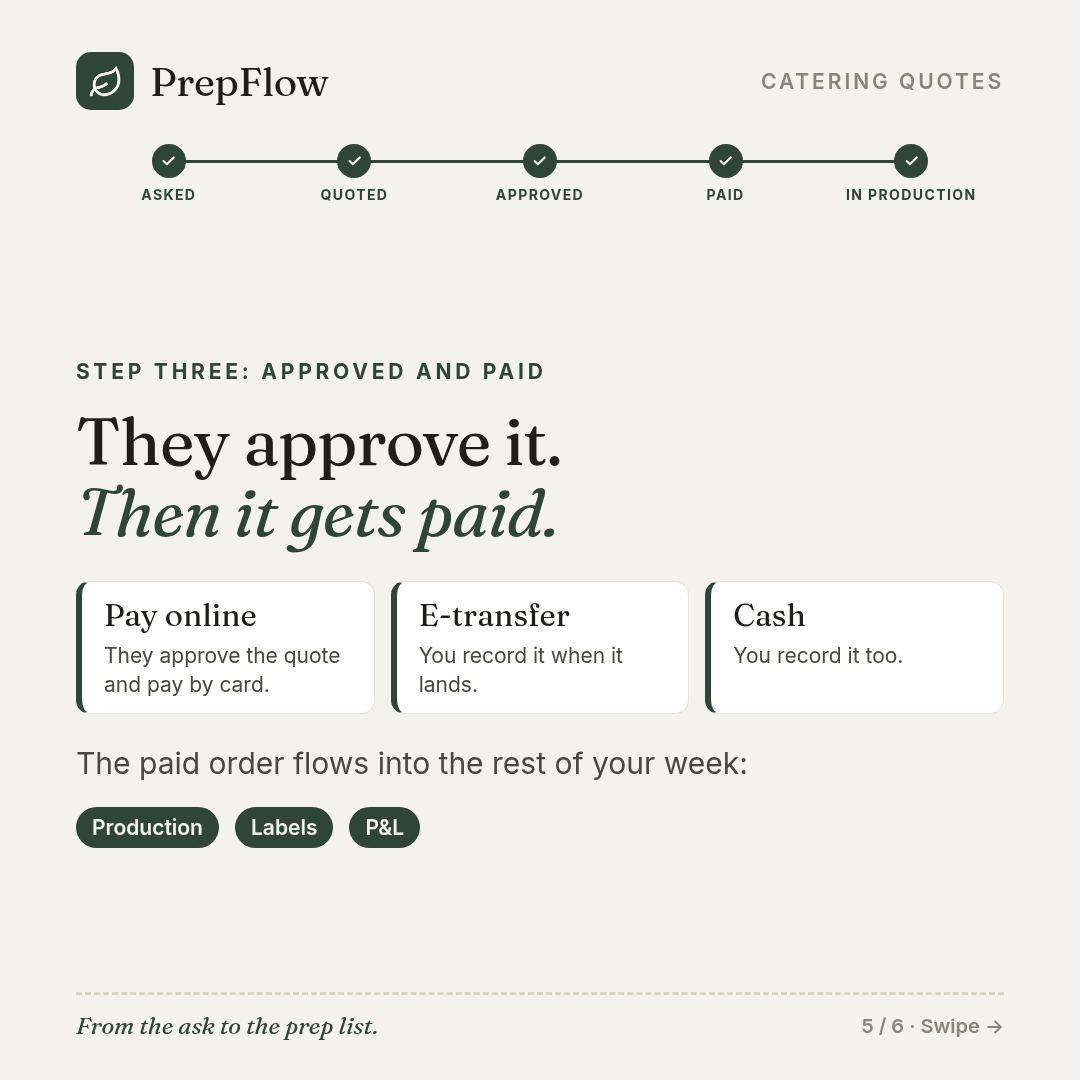 PrepFlow
CATERING QUOTES
ASKED
QUOTED
APPROVED
PAID
IN PRODUCTION
STEP THREE: APPROVED AND PAID
They approve it.
Then it gets paid.
Pay online
They approve the quote
and pay by card.
E-transfer
You record it when it
lands.
Cash
You record it too.
The paid order flows into the rest of your week:
Production
Labels
P&L
From the ask to the prep list.
5 / 6 · Swipe →